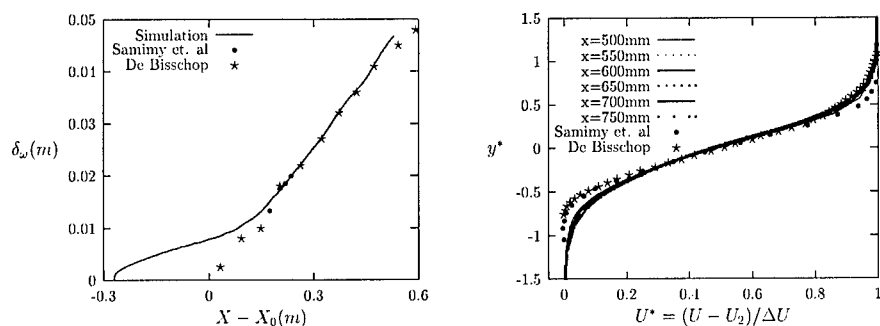 0.05
0.04
0.03
0.02
0.01
0
δ_ω(m)
Simulation
Samimy et. al
De Bisschop
-0.3 0 0.3 0.6
X − X_0(m)
1.5
1
0.5
0
-0.5
-1
-1.5
y*
x=500mm
x=550mm
x=600mm
x=650mm
x=700mm
x=750mm
Samimy et. al
De Bisschop
0 0.2 0.4 0.6 0.8 1
U* = (U − U_2)/ΔU